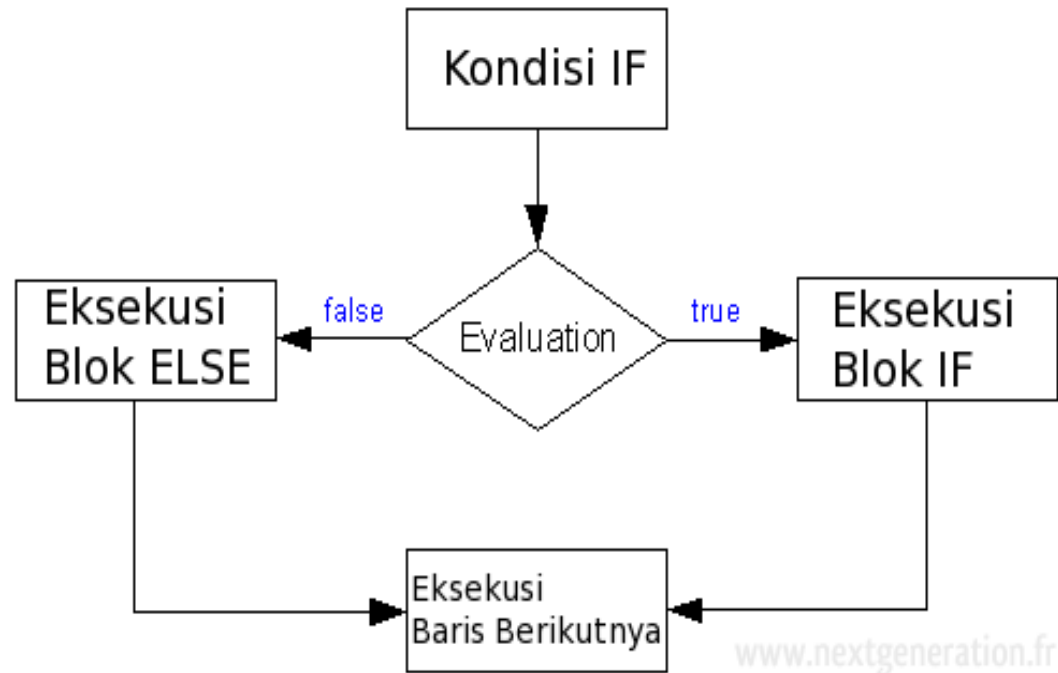 Kondisi IF
Eksekusi
Blok ELSE
false
Evaluation
true
Eksekusi
Blok IF
Eksekusi
Baris Berikutnya
www.nextgeneration.fr